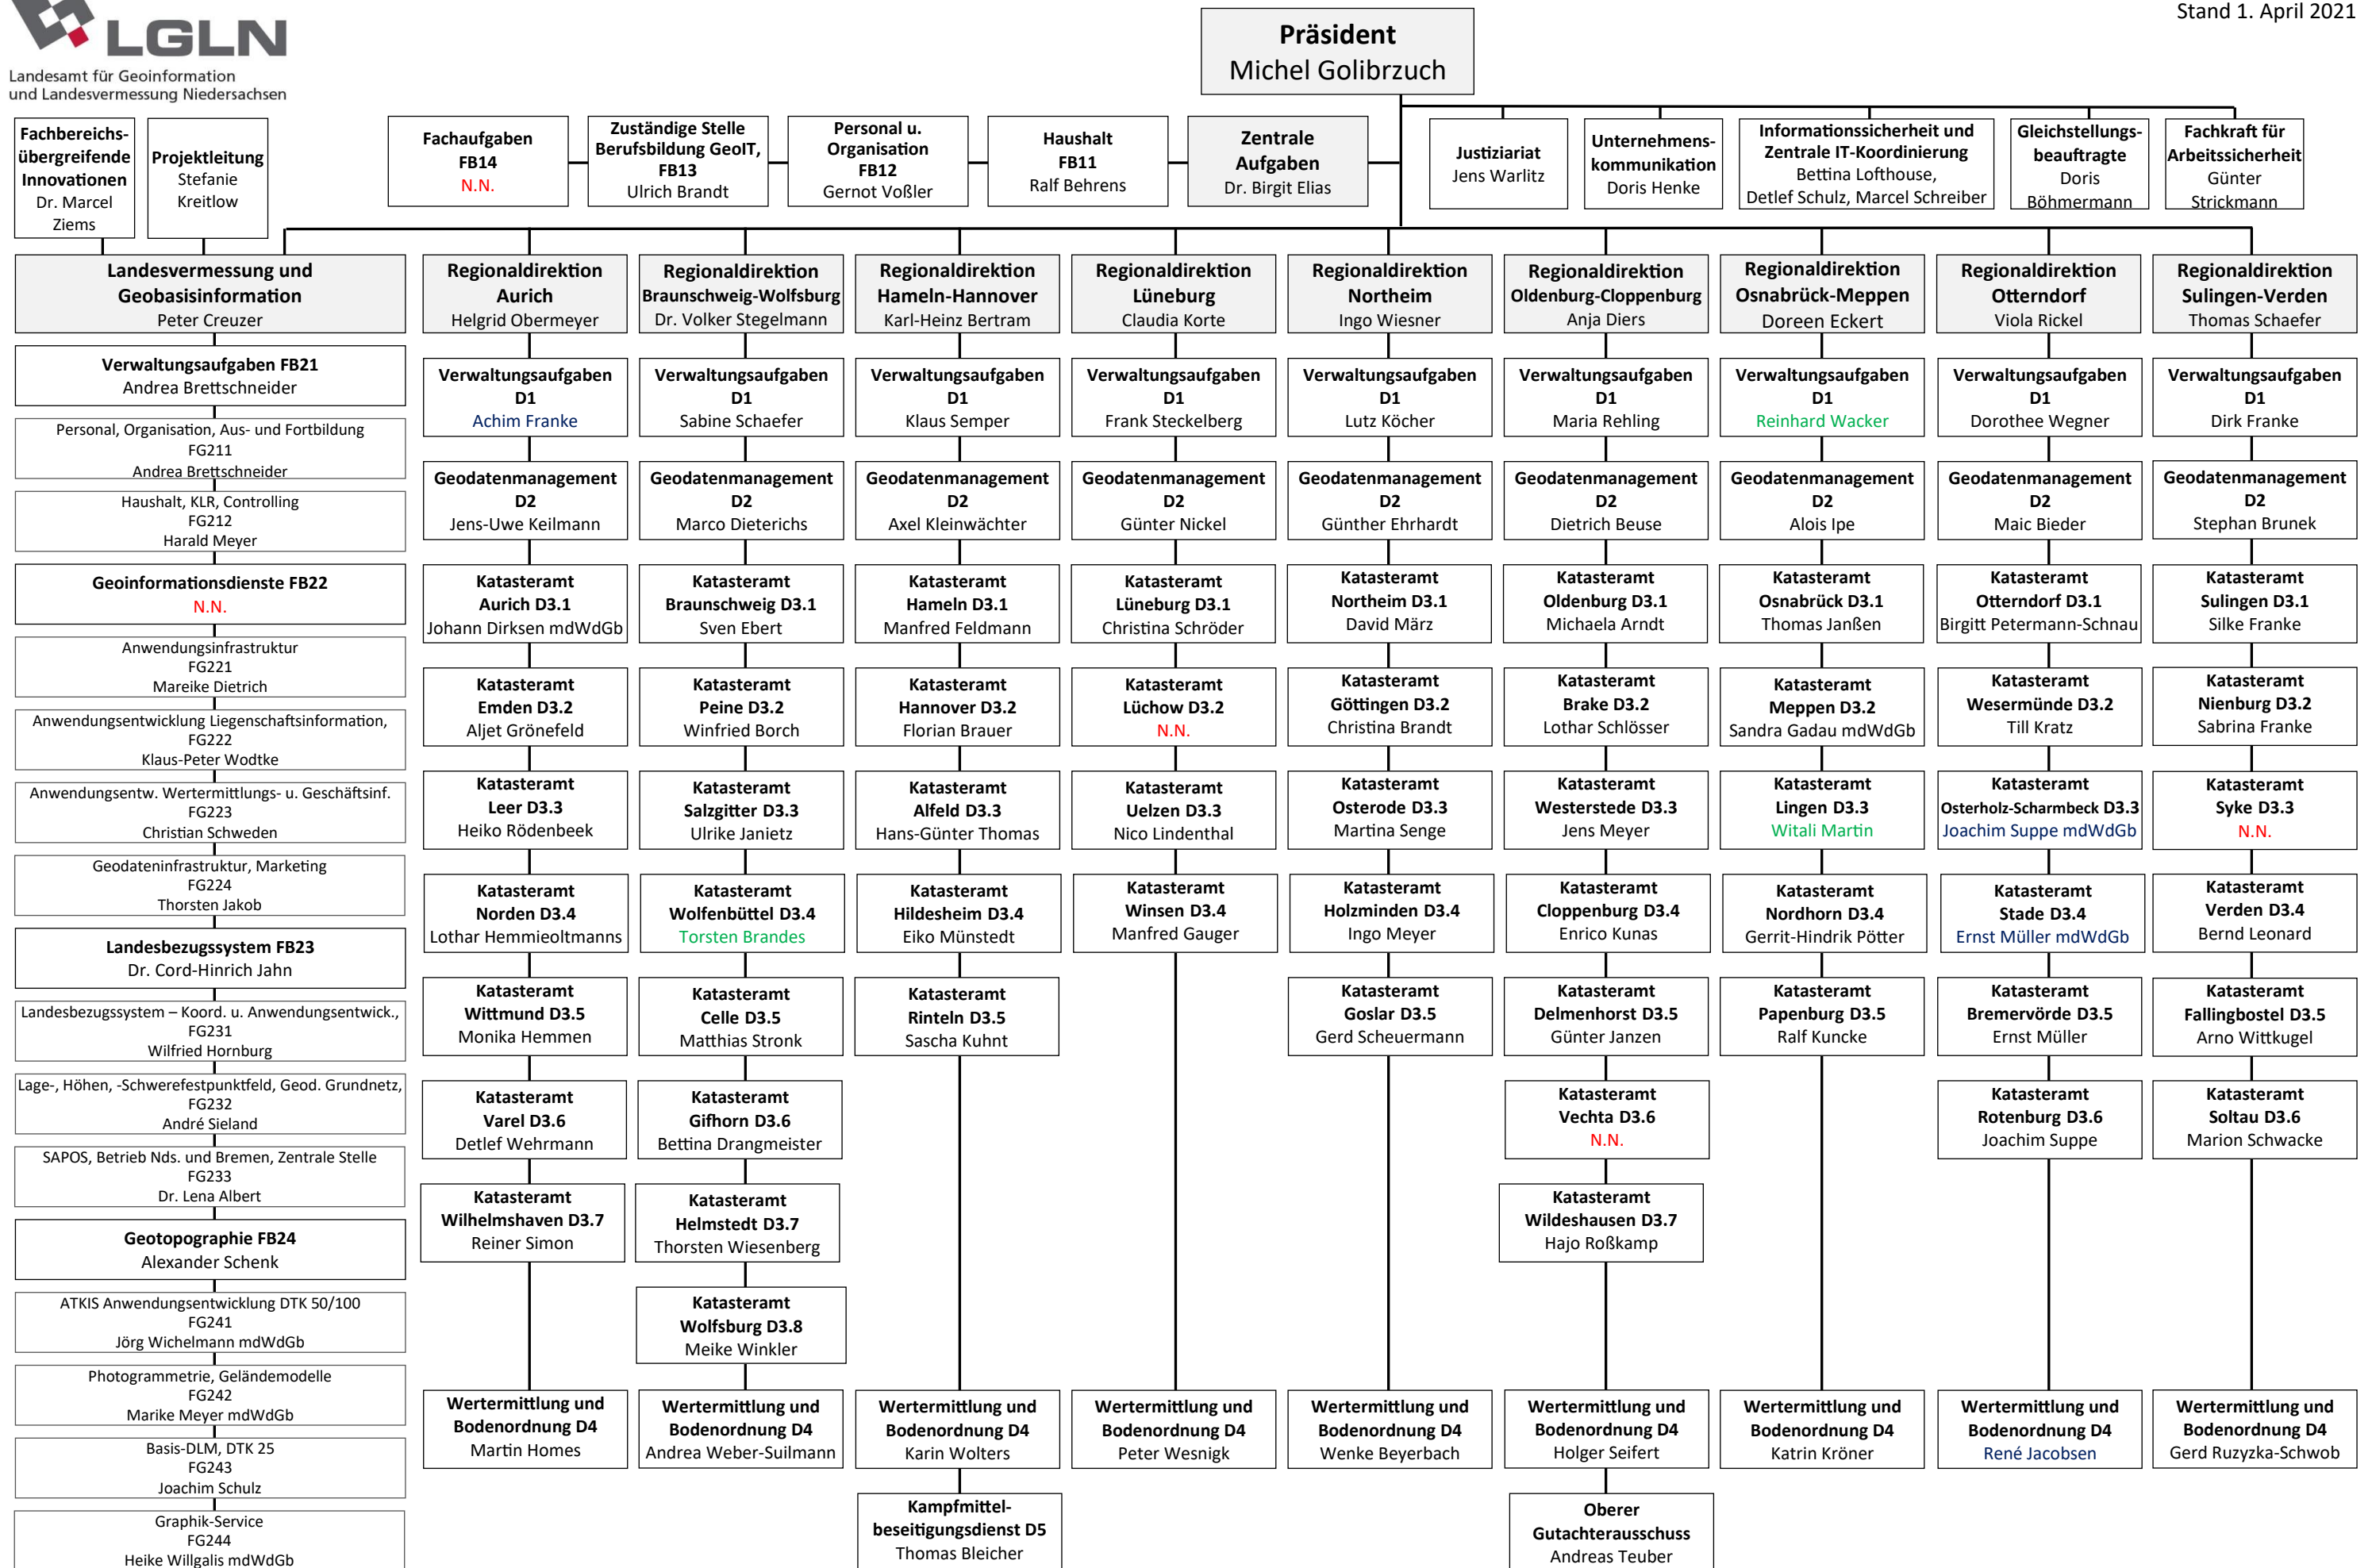 LGLN
Landesamt für Geoinformation
und Landesvermessung Niedersachsen
Stand 1. April 2021
Präsident
Michel Golibrzuch
Fachbereichs-
übergreifende
Innovationen
Dr. Marcel
Ziems
Projektleitung
Stefanie
Kreitlow
Fachaufgaben
FB14
N.N.
Zuständige Stelle
Berufsbildung GeoIT,
FB13
Ulrich Brandt
Personal u.
Organisation
FB12
Gernot Voßler
Haushalt
FB11
Ralf Behrens
Zentrale
Aufgaben
Dr. Birgit Elias
Justiziariat
Jens Warlitz
Unternehmens-
kommunikation
Doris Henke
Informationssicherheit und
Zentrale IT-Koordinierung
Bettina Lofthouse,
Detlef Schulz, Marcel Schreiber
Gleichstellungs-
beauftragte
Doris
Böhmermann
Fachkraft für
Arbeitssicherheit
Günter
Strickmann
Landesvermessung und
Geobasisinformation
Peter Creuzer
Verwaltungsaufgaben FB21
Andrea Brettschneider
Personal, Organisation, Aus- und Fortbildung
FG211
Andrea Brettschneider
Haushalt, KLR, Controlling
FG212
Harald Meyer
Geoinformationsdienste FB22
N.N.
Anwendungsinfrastruktur
FG221
Mareike Dietrich
Anwendungsentwicklung Liegenschaftsinformation,
FG222
Klaus-Peter Wodtke
Anwendungsentw. Wertermittlungs- u. Geschäftsinf.
FG223
Christian Schweden
Geodateninfrastruktur, Marketing
FG224
Thorsten Jakob
Landesbezugssystem FB23
Dr. Cord-Hinrich Jahn
Landesbezugssystem – Koord. u. Anwendungsentwick.,
FG231
Wilfried Hornburg
Lage-, Höhen, -Schwerefestpunktfeld, Geod. Grundnetz,
FG232
André Sieland
SAPOS, Betrieb Nds. und Bremen, Zentrale Stelle
FG233
Dr. Lena Albert
Geotopographie FB24
Alexander Schenk
ATKIS Anwendungsentwicklung DTK 50/100
FG241
Jörg Wichelmann mdWdGb
Photogrammetrie, Geländemodelle
FG242
Marike Meyer mdWdGb
Basis-DLM, DTK 25
FG243
Joachim Schulz
Graphik-Service
FG244
Heike Willgalis mdWdGb
Regionaldirektion
Aurich
Helgrid Obermeyer
Verwaltungsaufgaben
D1
Achim Franke
Geodatenmanagement
D2
Jens-Uwe Keilmann
Katasteramt
Aurich D3.1
Johann Dirksen mdWdGb
Katasteramt
Emden D3.2
Aljet Grönefeld
Katasteramt
Leer D3.3
Heiko Rödenbeek
Katasteramt
Norden D3.4
Lothar Hemmieoltmanns
Katasteramt
Wittmund D3.5
Monika Hemmen
Katasteramt
Varel D3.6
Detlef Wehrmann
Katasteramt
Wilhelmshaven D3.7
Reiner Simon
Wertermittlung und
Bodenordnung D4
Martin Homes
Regionaldirektion
Braunschweig-Wolfsburg
Dr. Volker Stegelmann
Verwaltungsaufgaben
D1
Sabine Schaefer
Geodatenmanagement
D2
Marco Dieterichs
Katasteramt
Braunschweig D3.1
Sven Ebert
Katasteramt
Peine D3.2
Winfried Borch
Katasteramt
Salzgitter D3.3
Ulrike Janietz
Katasteramt
Wolfenbüttel D3.4
Torsten Brandes
Katasteramt
Celle D3.5
Matthias Stronk
Katasteramt
Gifhorn D3.6
Bettina Drangmeister
Katasteramt
Helmstedt D3.7
Thorsten Wiesenberg
Katasteramt
Wolfsburg D3.8
Meike Winkler
Wertermittlung und
Bodenordnung D4
Andrea Weber-Suilmann
Regionaldirektion
Hameln-Hannover
Karl-Heinz Bertram
Verwaltungsaufgaben
D1
Klaus Semper
Geodatenmanagement
D2
Axel Kleinwächter
Katasteramt
Hameln D3.1
Manfred Feldmann
Katasteramt
Hannover D3.2
Florian Brauer
Katasteramt
Alfeld D3.3
Hans-Günter Thomas
Katasteramt
Hildesheim D3.4
Eiko Münstedt
Katasteramt
Rinteln D3.5
Sascha Kuhnt
Wertermittlung und
Bodenordnung D4
Karin Wolters
Kampfmittel-
beseitigungsdienst D5
Thomas Bleicher
Regionaldirektion
Lüneburg
Claudia Korte
Verwaltungsaufgaben
D1
Frank Steckelberg
Geodatenmanagement
D2
Günter Nickel
Katasteramt
Lüneburg D3.1
Christina Schröder
Katasteramt
Lüchow D3.2
N.N.
Katasteramt
Uelzen D3.3
Nico Lindenthal
Katasteramt
Winsen D3.4
Manfred Gauger
Wertermittlung und
Bodenordnung D4
Peter Wesnigk
Regionaldirektion
Northeim
Ingo Wiesner
Verwaltungsaufgaben
D1
Lutz Köcher
Geodatenmanagement
D2
Günther Ehrhardt
Katasteramt
Northeim D3.1
David März
Katasteramt
Göttingen D3.2
Christina Brandt
Katasteramt
Osterode D3.3
Martina Senge
Katasteramt
Holzminden D3.4
Ingo Meyer
Katasteramt
Goslar D3.5
Gerd Scheuermann
Wertermittlung und
Bodenordnung D4
Wenke Beyerbach
Regionaldirektion
Oldenburg-Cloppenburg
Anja Diers
Verwaltungsaufgaben
D1
Maria Rehling
Geodatenmanagement
D2
Dietrich Beuse
Katasteramt
Oldenburg D3.1
Michaela Arndt
Katasteramt
Brake D3.2
Lothar Schlösser
Katasteramt
Westerstede D3.3
Jens Meyer
Katasteramt
Cloppenburg D3.4
Enrico Kunas
Katasteramt
Delmenhorst D3.5
Günter Janzen
Katasteramt
Vechta D3.6
N.N.
Katasteramt
Wildeshausen D3.7
Hajo Roßkamp
Wertermittlung und
Bodenordnung D4
Holger Seifert
Oberer
Gutachterausschuss
Andreas Teuber
Regionaldirektion
Osnabrück-Meppen
Doreen Eckert
Verwaltungsaufgaben
D1
Reinhard Wacker
Geodatenmanagement
D2
Alois Ipe
Katasteramt
Osnabrück D3.1
Thomas Janßen
Katasteramt
Meppen D3.2
Sandra Gadau mdWdGb
Katasteramt
Lingen D3.3
Witali Martin
Katasteramt
Nordhorn D3.4
Gerrit-Hindrik Pötter
Katasteramt
Papenburg D3.5
Ralf Kuncke
Wertermittlung und
Bodenordnung D4
Katrin Kröner
Regionaldirektion
Otterndorf
Viola Rickel
Verwaltungsaufgaben
D1
Dorothee Wegner
Geodatenmanagement
D2
Maic Bieder
Katasteramt
Otterndorf D3.1
Birgitt Petermann-Schnau
Katasteramt
Wesermünde D3.2
Till Kratz
Katasteramt
Osterholz-Scharmbeck D3.3
Joachim Suppe mdWdGb
Katasteramt
Stade D3.4
Ernst Müller mdWdGb
Katasteramt
Bremervörde D3.5
Ernst Müller
Katasteramt
Rotenburg D3.6
Joachim Suppe
Wertermittlung und
Bodenordnung D4
René Jacobsen
Regionaldirektion
Sulingen-Verden
Thomas Schaefer
Verwaltungsaufgaben
D1
Dirk Franke
Geodatenmanagement
D2
Stephan Brunek
Katasteramt
Sulingen D3.1
Silke Franke
Katasteramt
Nienburg D3.2
Sabrina Franke
Katasteramt
Syke D3.3
N.N.
Katasteramt
Verden D3.4
Bernd Leonard
Katasteramt
Fallingbostel D3.5
Arno Wittkugel
Katasteramt
Soltau D3.6
Marion Schwacke
Wertermittlung und
Bodenordnung D4
Gerd Ruzyzka-Schwob